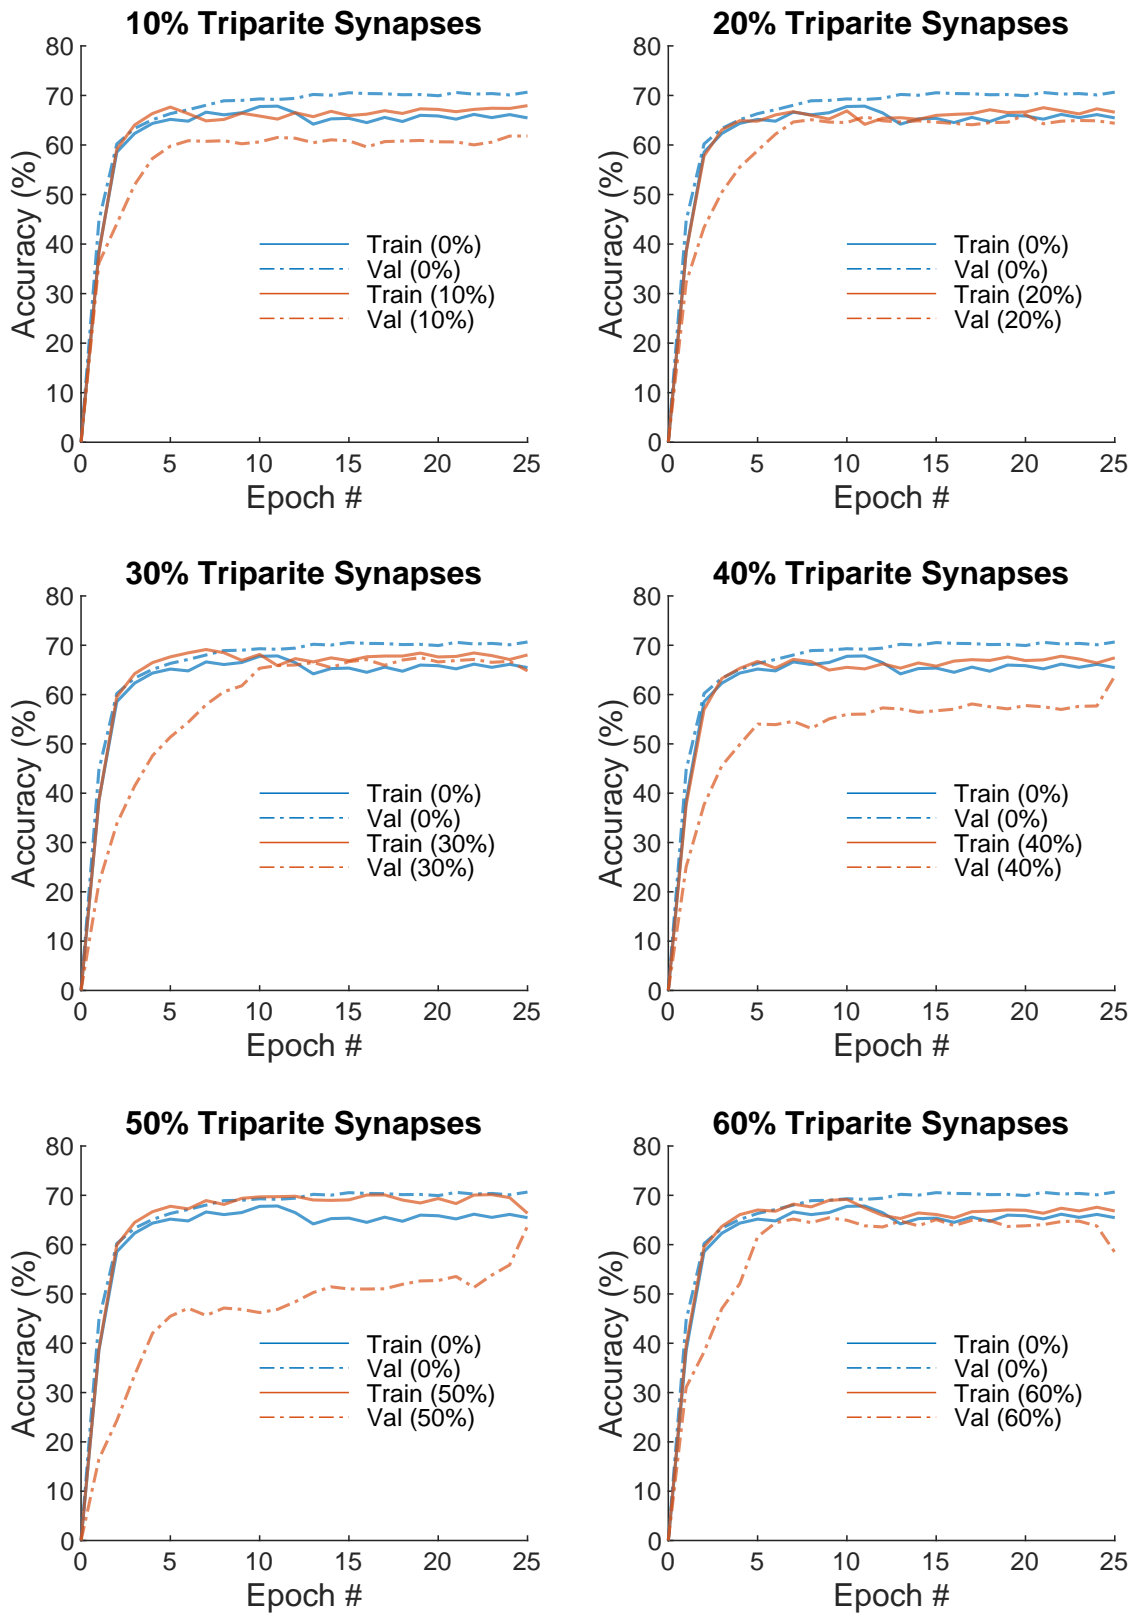 10% Triparite Synapses
80
70
60
50
40
30
20
10
0
Accuracy (%)
Train (0%)
Val (0%)
Train (10%)
Val (10%)
0 5 10 15 20 25
Epoch #
20% Triparite Synapses
80
70
60
50
40
30
20
10
0
Accuracy (%)
Train (0%)
Val (0%)
Train (20%)
Val (20%)
0 5 10 15 20 25
Epoch #
30% Triparite Synapses
80
70
60
50
40
30
20
10
0
Accuracy (%)
Train (0%)
Val (0%)
Train (30%)
Val (30%)
0 5 10 15 20 25
Epoch #
40% Triparite Synapses
80
70
60
50
40
30
20
10
0
Accuracy (%)
Train (0%)
Val (0%)
Train (40%)
Val (40%)
0 5 10 15 20 25
Epoch #
50% Triparite Synapses
80
70
60
50
40
30
20
10
0
Accuracy (%)
Train (0%)
Val (0%)
Train (50%)
Val (50%)
0 5 10 15 20 25
Epoch #
60% Triparite Synapses
80
70
60
50
40
30
20
10
0
Accuracy (%)
Train (0%)
Val (0%)
Train (60%)
Val (60%)
0 5 10 15 20 25
Epoch #